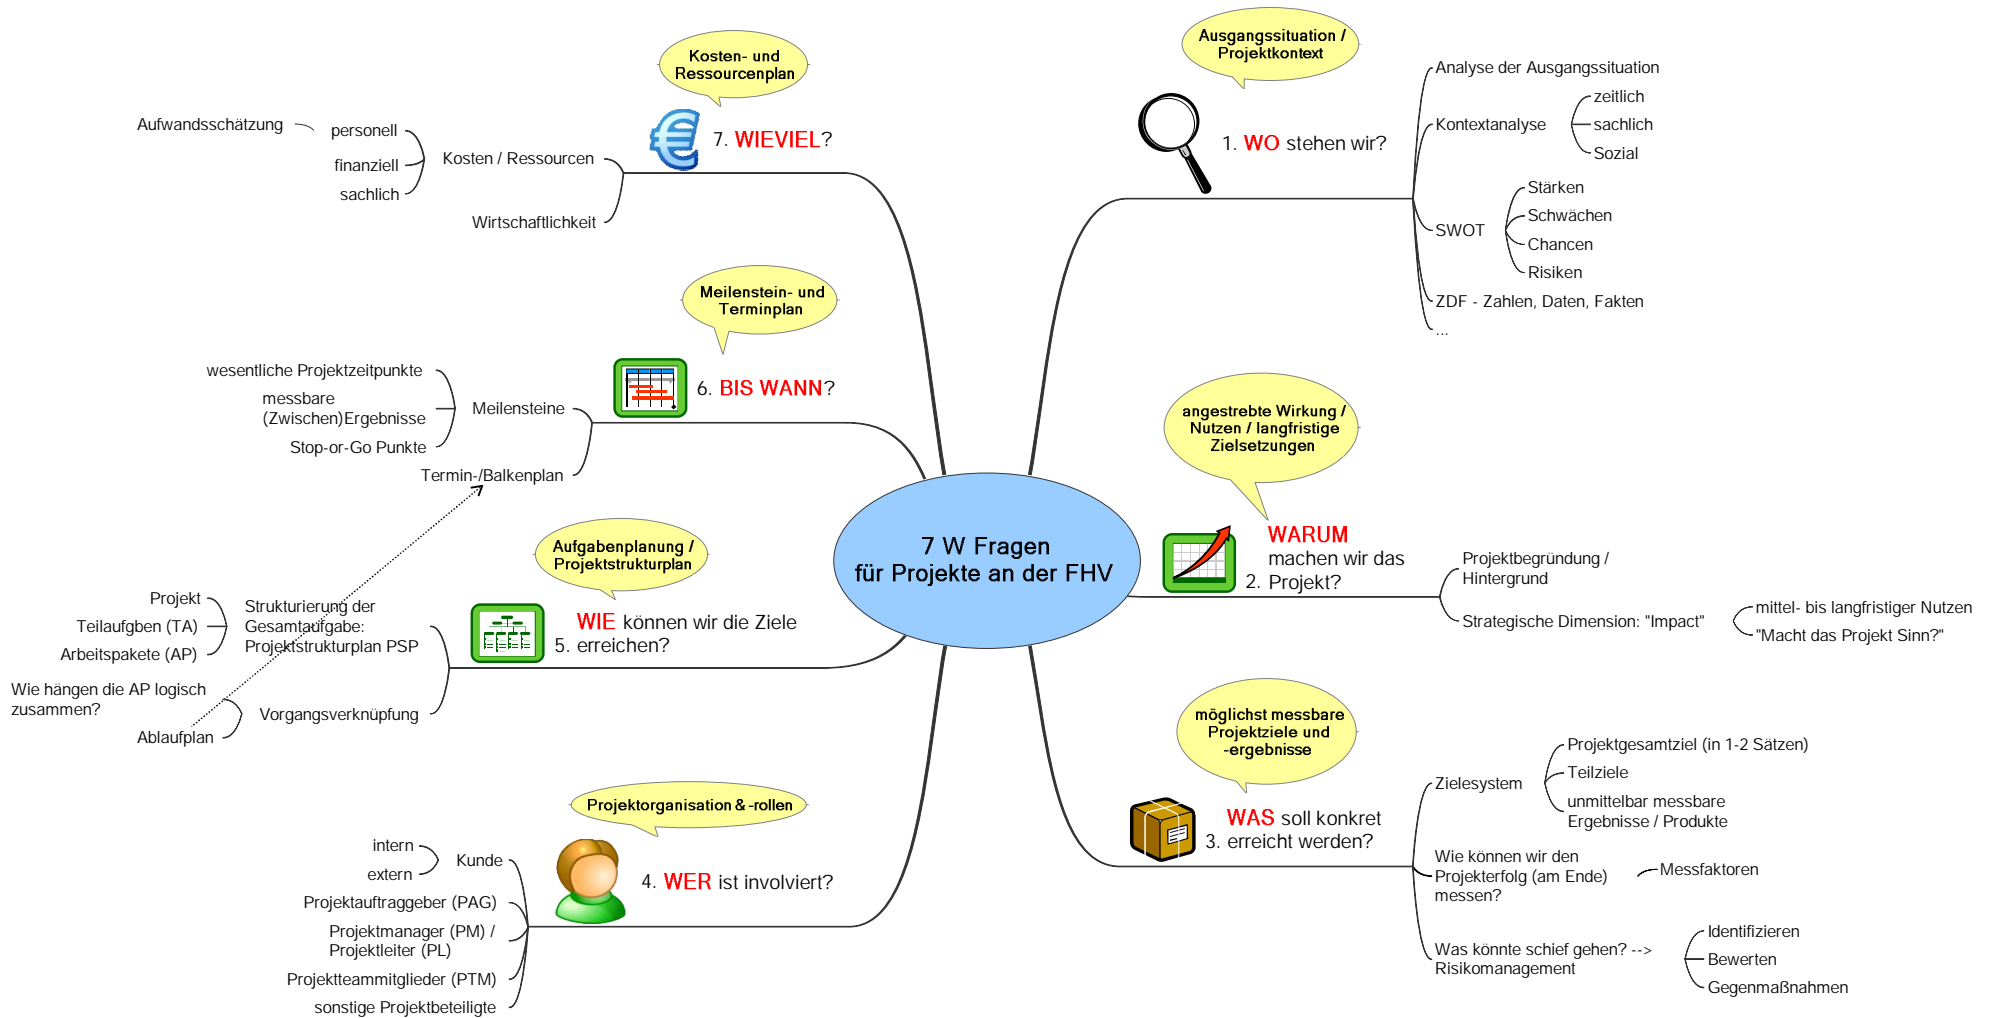 7 W Fragen
für Projekte an der FHV
Ausgangssituation /
Projektkontext
1. WO stehen wir?
Analyse der Ausgangssituation
Kontextanalyse
zeitlich
sachlich
Sozial
SWOT
Stärken
Schwächen
Chancen
Risiken
ZDF - Zahlen, Daten, Fakten
...
angestrebte Wirkung /
Nutzen / langfristige
Zielsetzungen
WARUM
machen wir das
2. Projekt?
Projektbegründung /
Hintergrund
Strategische Dimension: "Impact"
mittel- bis langfristiger Nutzen
"Macht das Projekt Sinn?"
möglichst messbare
Projektziele und
-ergebnisse
WAS soll konkret
3. erreicht werden?
Zielesystem
Projektgesamtziel (in 1-2 Sätzen)
Teilziele
unmittelbar messbare
Ergebnisse / Produkte
Wie können wir den
Projekterfolg (am Ende)
messen?
Messfaktoren
Was könnte schief gehen? -->
Risikomanagement
Identifizieren
Bewerten
Gegenmaßnahmen
Projektorganisation & -rollen
4. WER ist involviert?
Kunde
intern
extern
Projektauftraggeber (PAG)
Projektmanager (PM) /
Projektleiter (PL)
Projektteammitglieder (PTM)
sonstige Projektbeteiligte
Aufgabenplanung /
Projektstrukturplan
WIE können wir die Ziele
5. erreichen?
Strukturierung der
Gesamtaufgabe:
Projektstrukturplan PSP
Projekt
Teilaufgben (TA)
Arbeitspakete (AP)
Vorgangsverknüpfung
Wie hängen die AP logisch
zusammen?
Ablaufplan
Meilenstein- und
Terminplan
6. BIS WANN?
Meilensteine
wesentliche Projektzeitpunkte
messbare
(Zwischen)Ergebnisse
Stop-or-Go Punkte
Termin-/Balkenplan
Kosten- und
Ressourcenplan
7. WIEVIEL?
Kosten / Ressourcen
personell
Aufwandsschätzung
finanziell
sachlich
Wirtschaftlichkeit